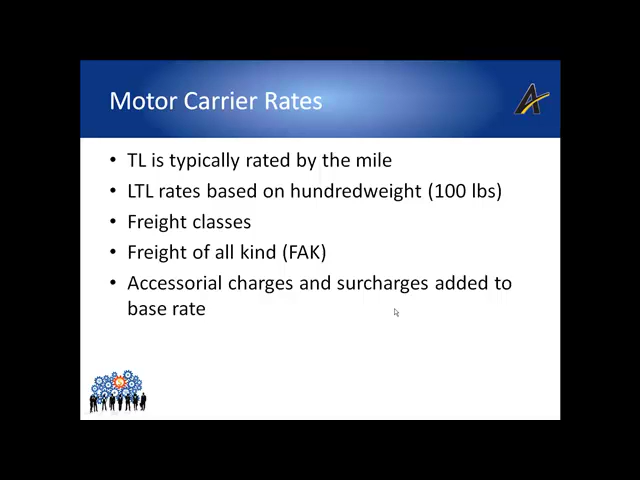 Motor Carrier Rates
• TL is typically rated by the mile
• LTL rates based on hundredweight (100 lbs)
• Freight classes
• Freight of all kind (FAK)
• Accessorial charges and surcharges added to
base rate